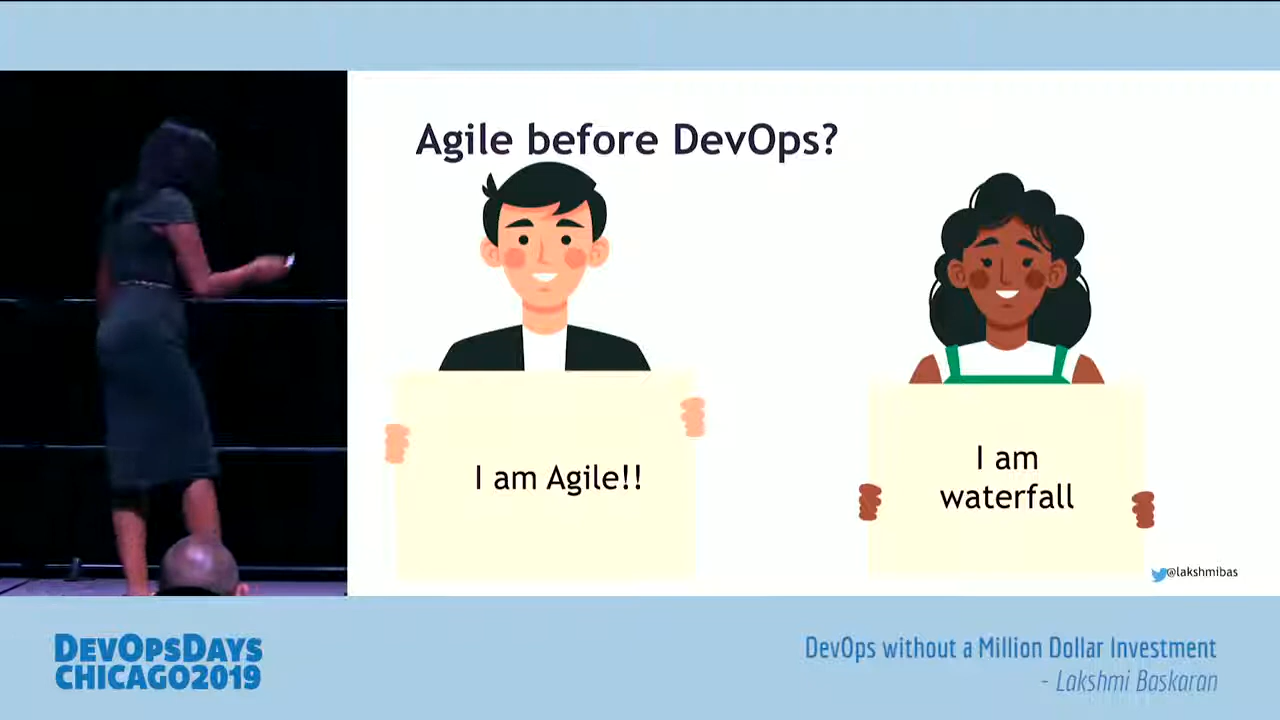 Agile before DevOps?
I am Agile!!
I am
waterfall
@lakshmibas
DEVOPSDAYS
CHICAGO2019
DevOps without a Million Dollar Investment
- Lakshmi Baskaran